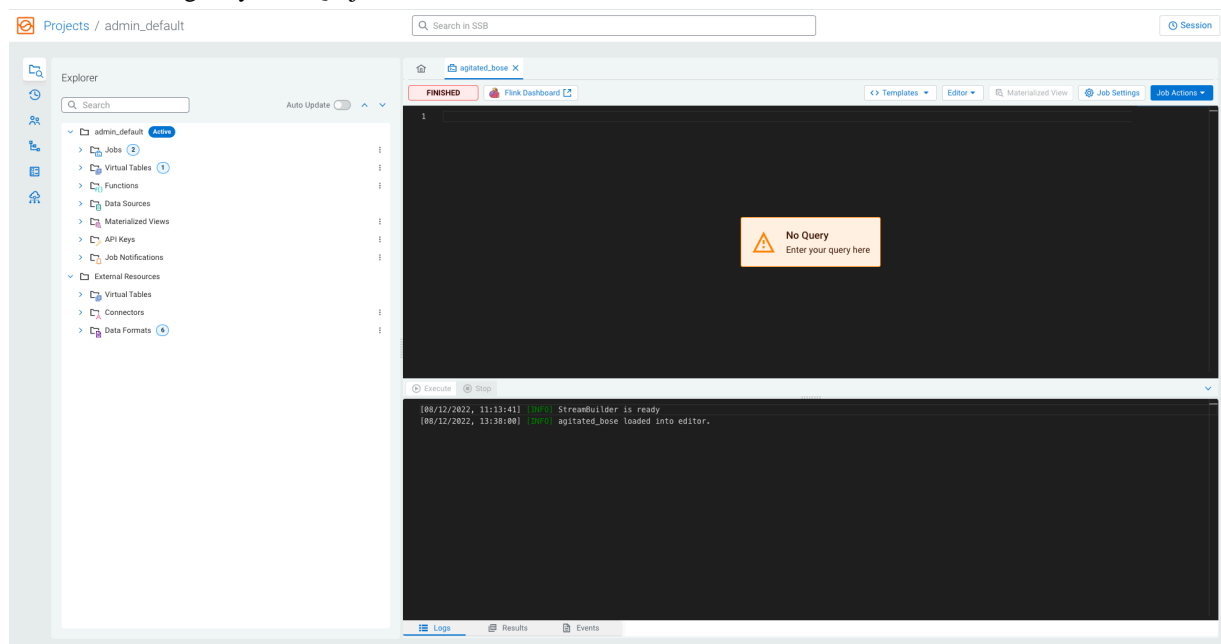 Projects / admin_default
Search in SSB
Session
Explorer
Search
Auto Update
admin_default Active
Jobs 2
Virtual Tables 1
Functions
Data Sources
Materialized Views
API Keys
Job Notifications
External Resources
Virtual Tables
Connectors
Data Formats 6
agitated_bose
FINISHED
Flink Dashboard
<> Templates
Editor
Materialized View
Job Settings
Job Actions
1
No Query
Enter your query here
Execute
Stop
[08/12/2022, 11:13:41] [INFO] StreamBuilder is ready
[08/12/2022, 13:38:00] [INFO] agitated_bose loaded into editor.
Logs
Results
Events